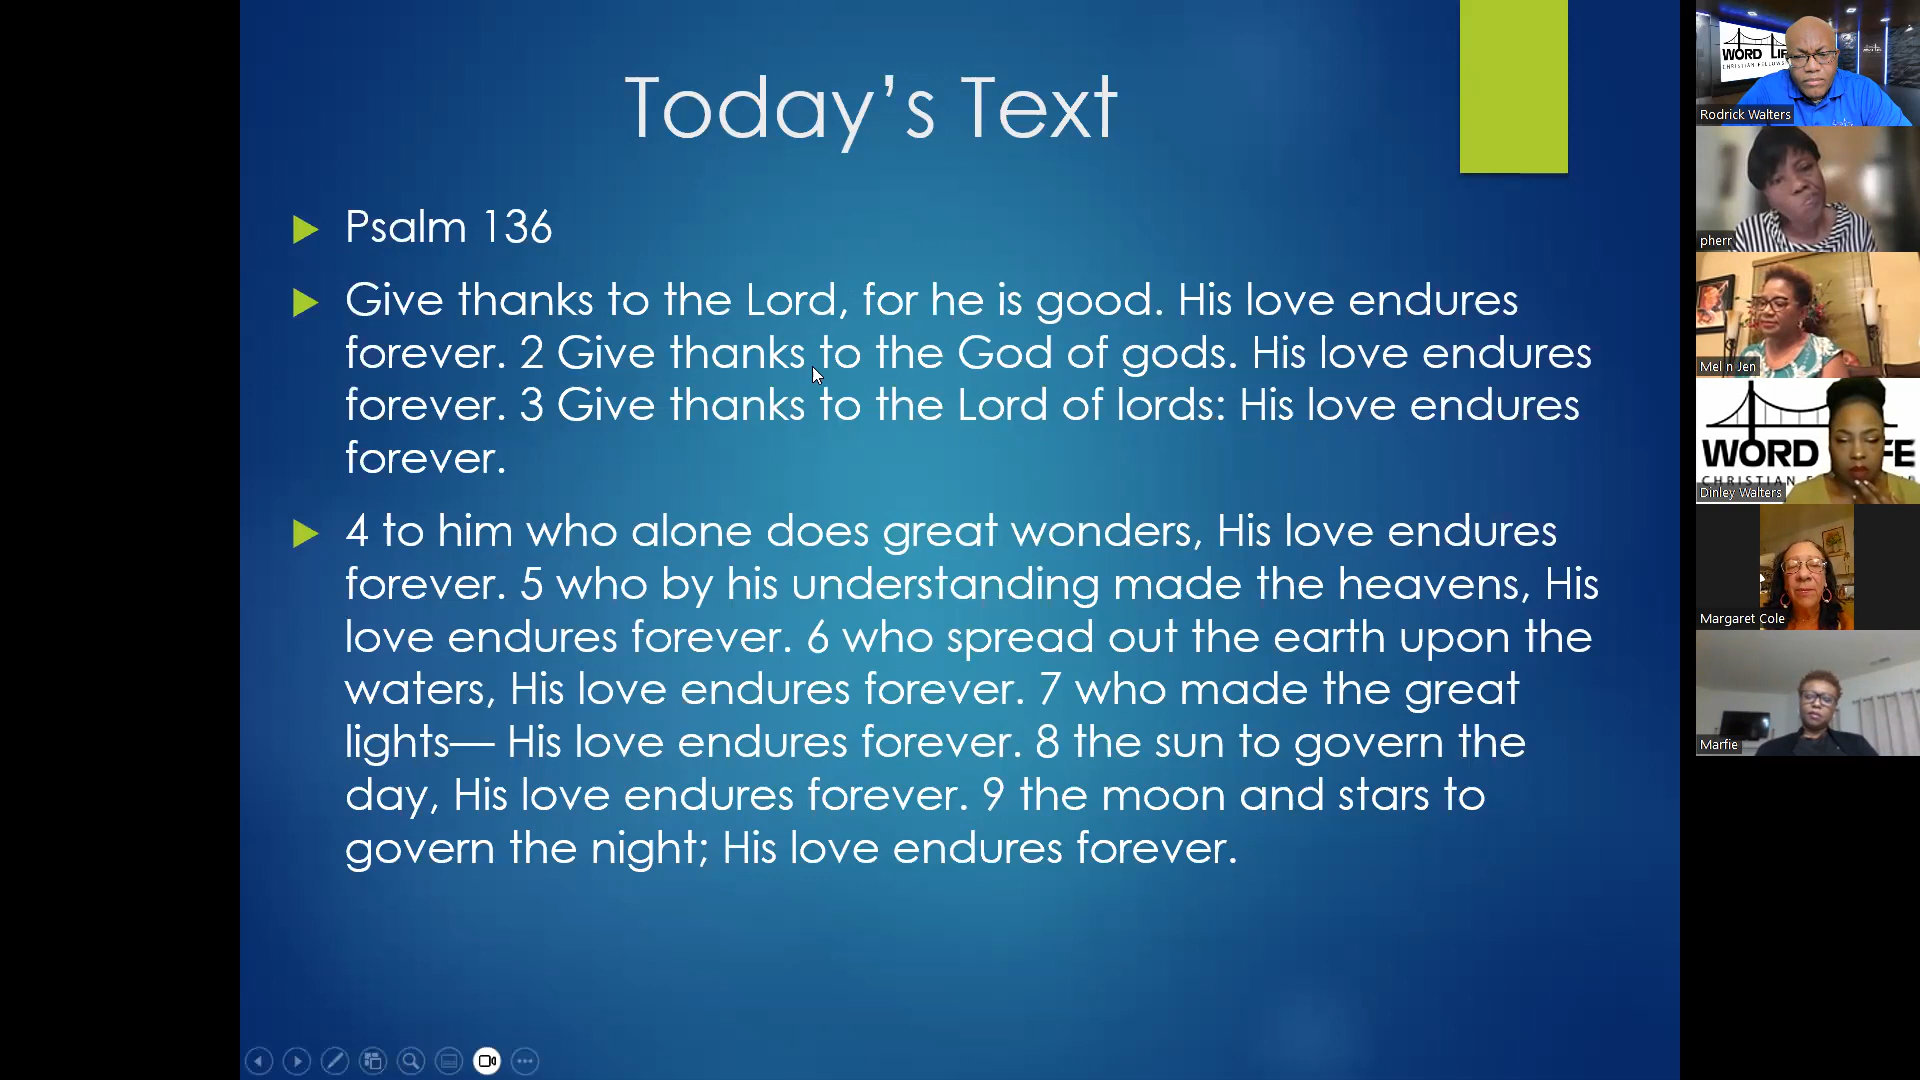 Today's Text
Psalm 136
Give thanks to the Lord, for he is good. His love endures
forever. 2 Give thanks to the God of gods. His love endures
forever. 3 Give thanks to the Lord of lords: His love endures
forever.
4 to him who alone does great wonders, His love endures
forever. 5 who by his understanding made the heavens, His
love endures forever. 6 who spread out the earth upon the
waters, His love endures forever. 7 who made the great
lights— His love endures forever. 8 the sun to govern the
day, His love endures forever. 9 the moon and stars to
govern the night; His love endures forever.
WORD LIF
Rodrick Walters
pherr
Mel n Jen
WORD FE
CHRISTIAN F
Dinley Walters
Margaret Cole
Marfie